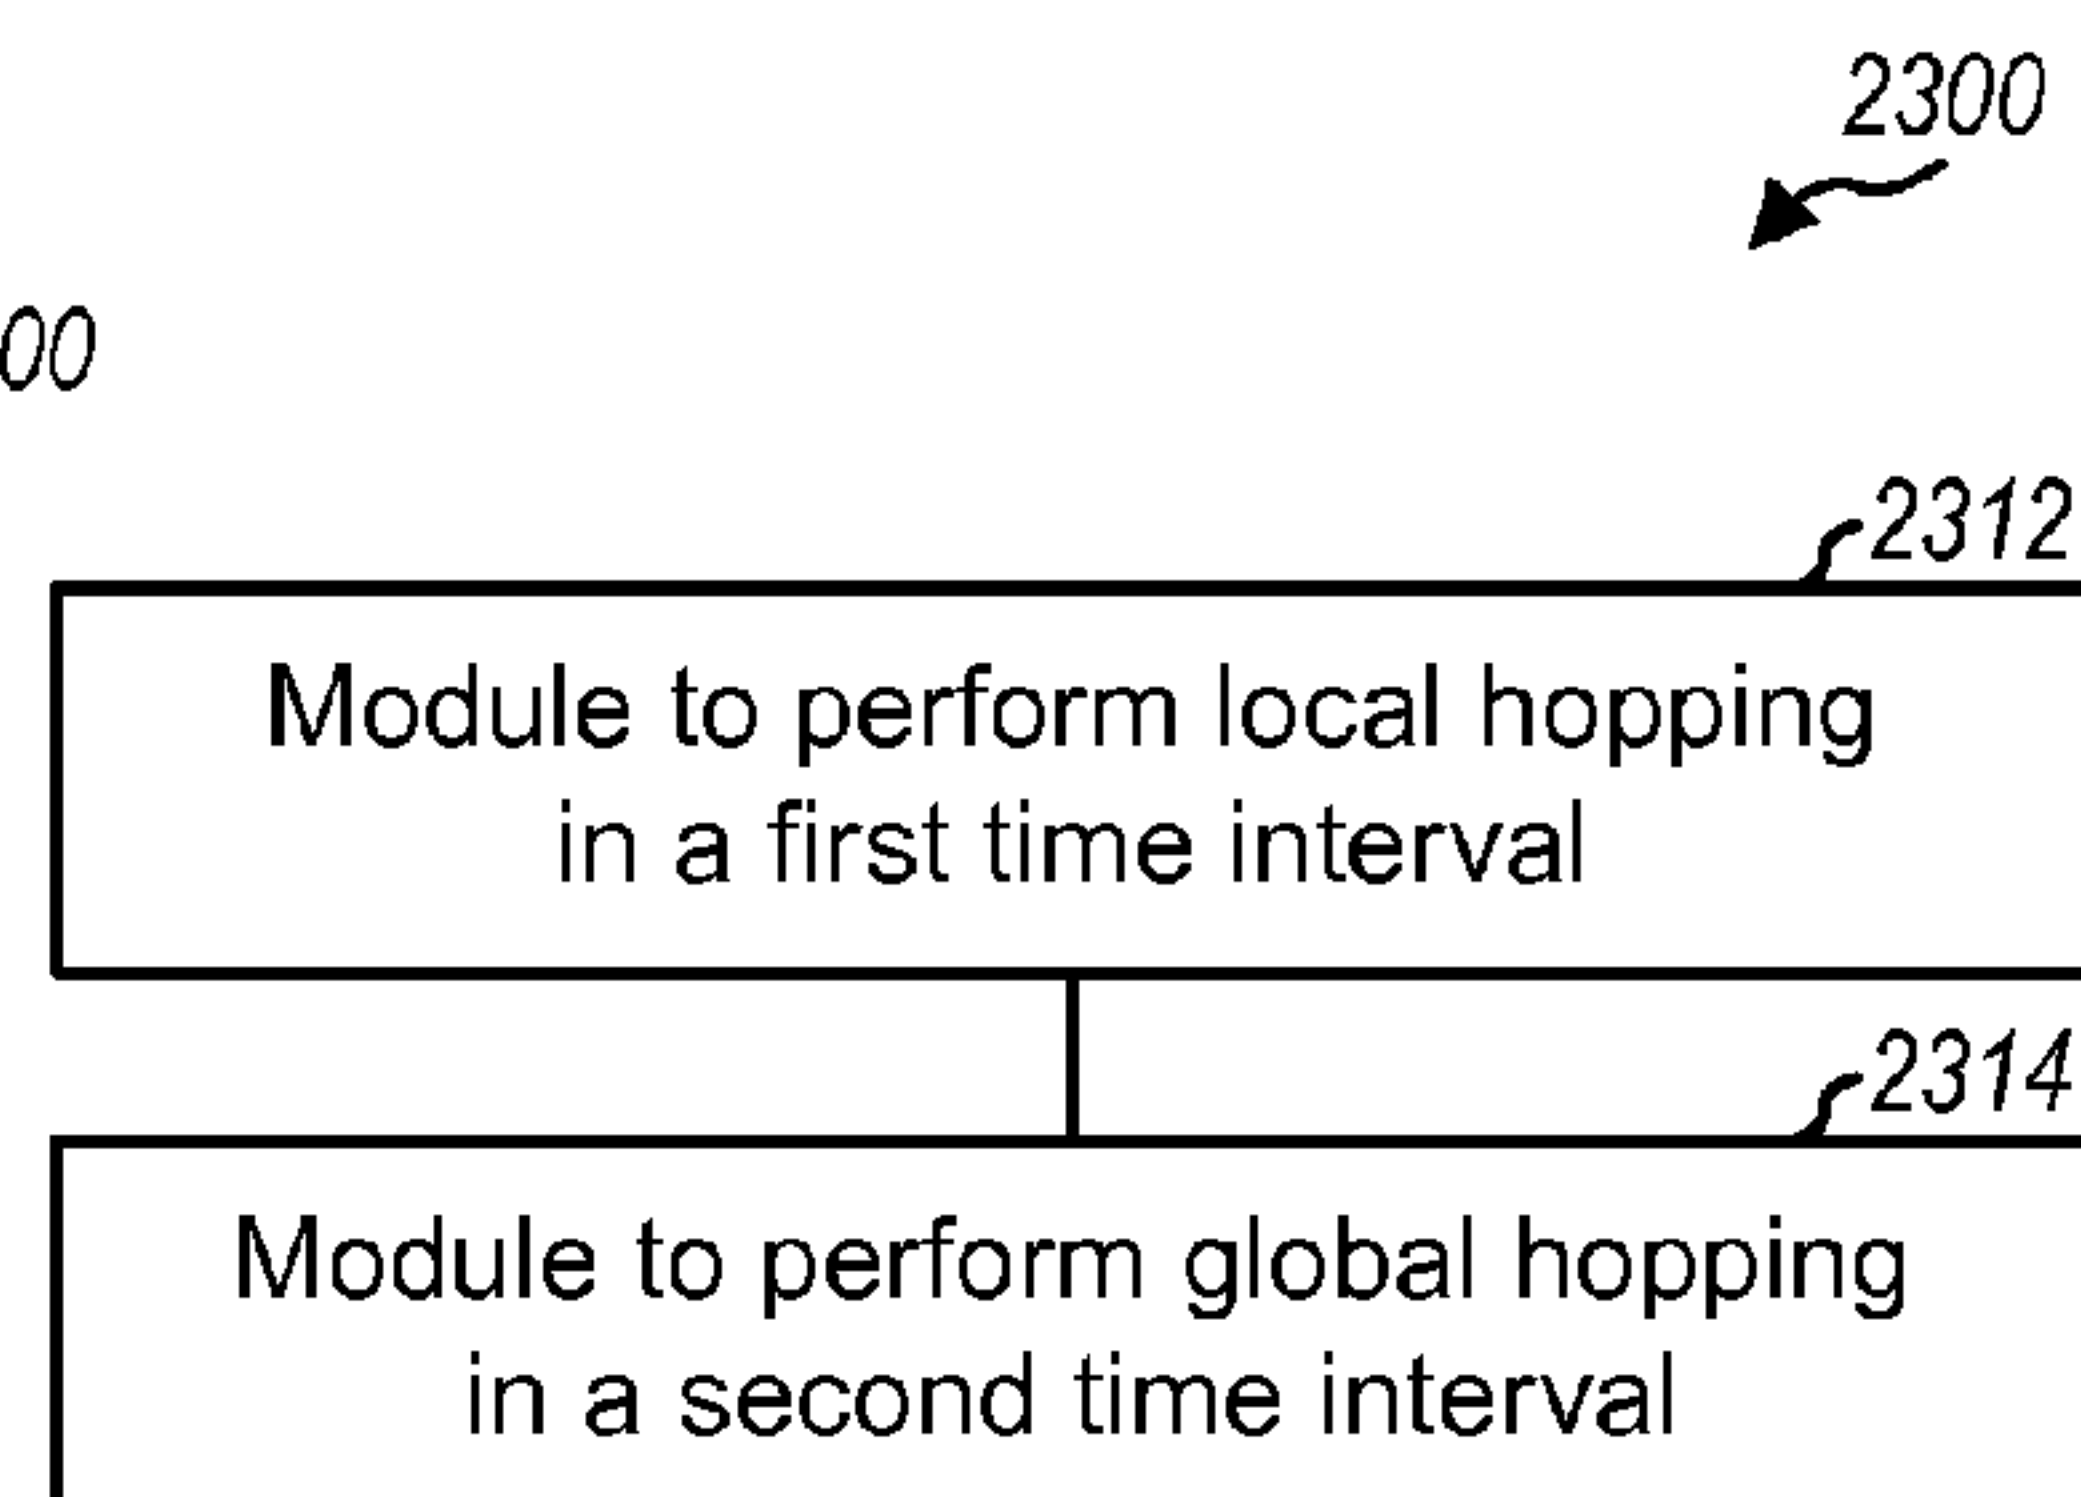 2300
00
2312
Module to perform local hopping
in a first time interval
2314
Module to perform global hopping
in a second time interval